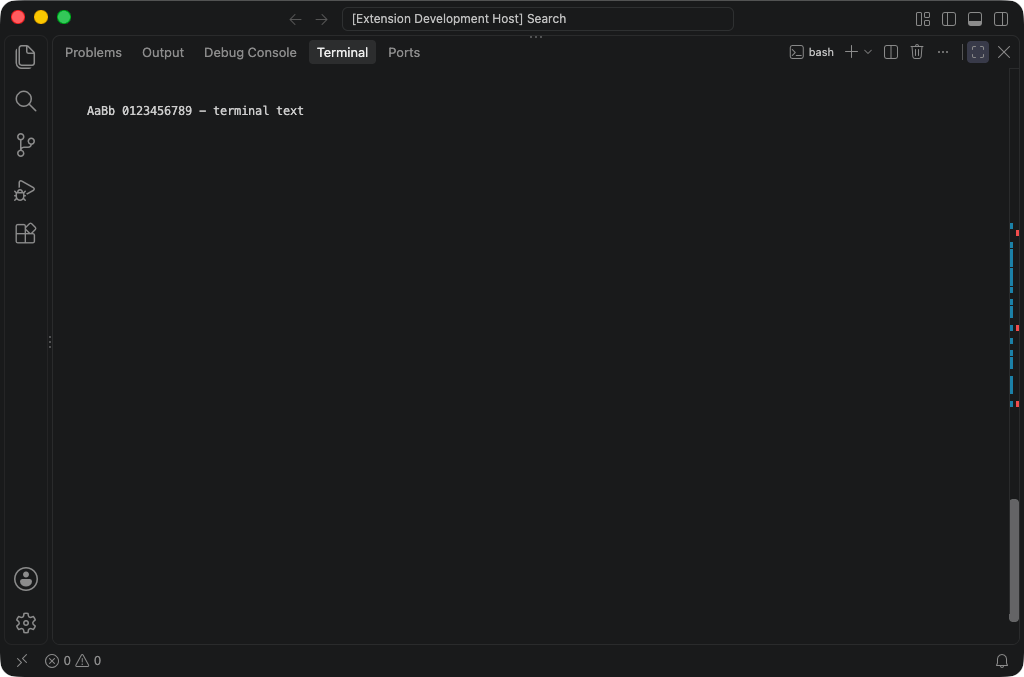 [Extension Development Host] Search
Problems Output Debug Console Terminal Ports bash
AaBb 0123456789 – terminal text
0 0